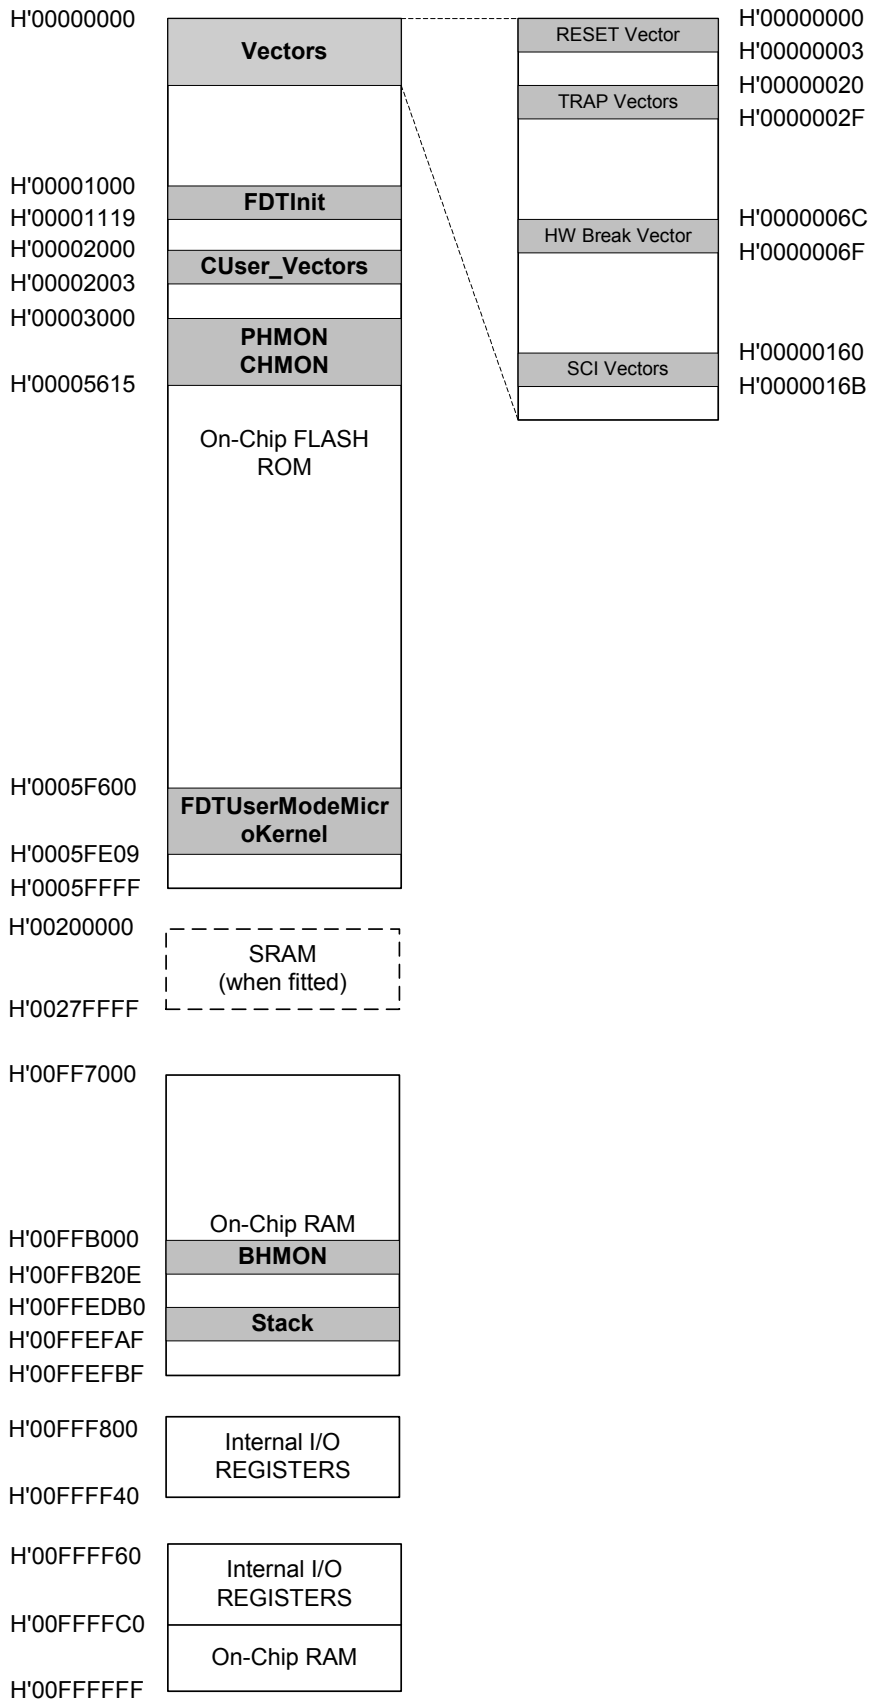 H'00000000
Vectors
H'00001000
FDTInit
H'00001119
H'00002000
CUser_Vectors
H'00002003
H'00003000
PHMON
CHMON
H'00005615
On-Chip FLASH
ROM
H'0005F600
FDTUserModeMicr
oKernel
H'0005FE09
H'0005FFFF
H'00200000
SRAM
(when fitted)
H'0027FFFF
H'00FF7000
On-Chip RAM
H'00FFB000
BHMON
H'00FFB20E
H'00FFEDB0
Stack
H'00FFEFAF
H'00FFEFBF
H'00FFF800
Internal I/O
REGISTERS
H'00FFFF40
H'00FFFF60
Internal I/O
REGISTERS
H'00FFFFC0
On-Chip RAM
H'00FFFFFF
H'00000000
RESET Vector
H'00000003
H'00000020
TRAP Vectors
H'0000002F
H'0000006C
HW Break Vector
H'0000006F
H'00000160
SCI Vectors
H'0000016B